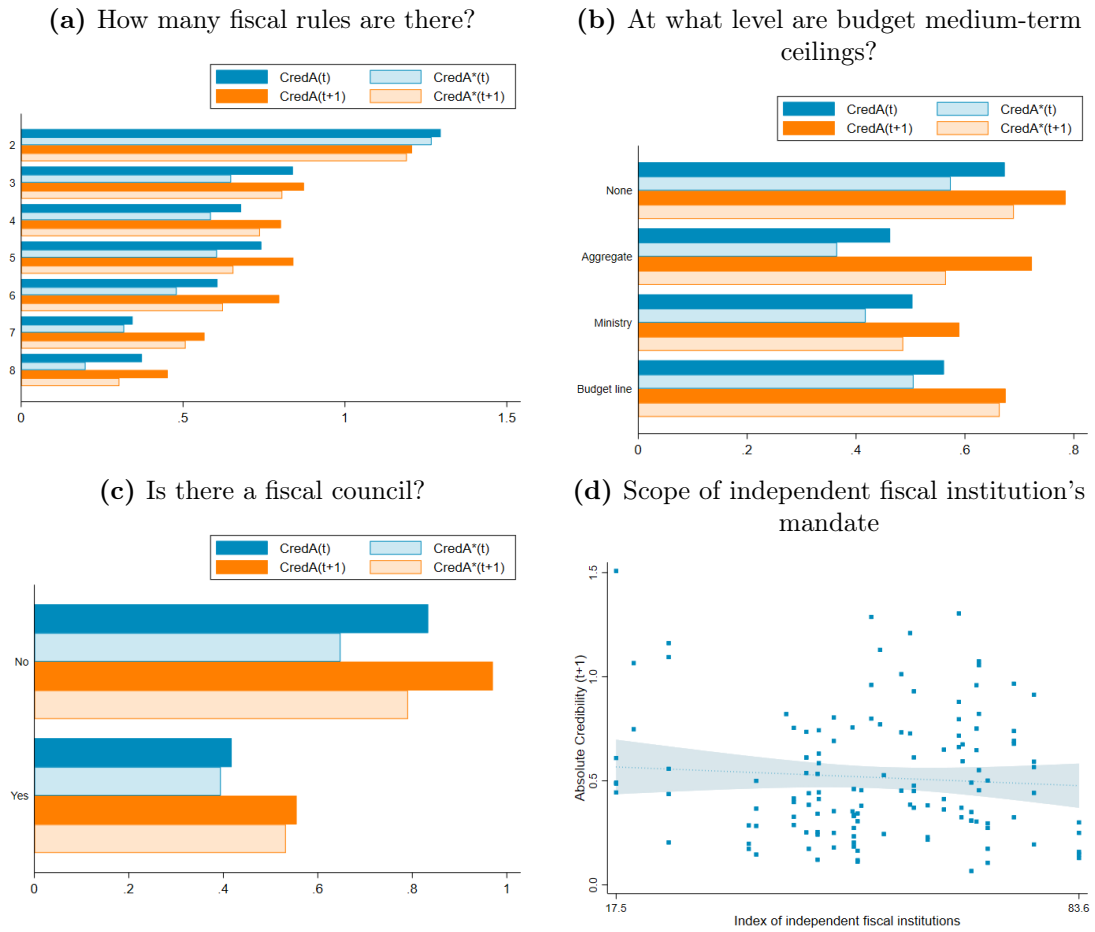 (a) How many fiscal rules are there?
CredA(t) CredA*(t)
CredA(t+1) CredA*(t+1)
2
3
4
5
6
7
8
0 .5 1 1.5
(b) At what level are budget medium-term
ceilings?
CredA(t) CredA*(t)
CredA(t+1) CredA*(t+1)
None
Aggregate
Ministry
Budget line
0 .2 .4 .6 .8
(c) Is there a fiscal council?
CredA(t) CredA*(t)
CredA(t+1) CredA*(t+1)
No
Yes
0 .2 .4 .6 .8 1
(d) Scope of independent fiscal institution's
mandate
Absolute Credibility (t+1)
1.5
1.0
0.5
0.0
17.5 83.6
Index of independent fiscal institutions